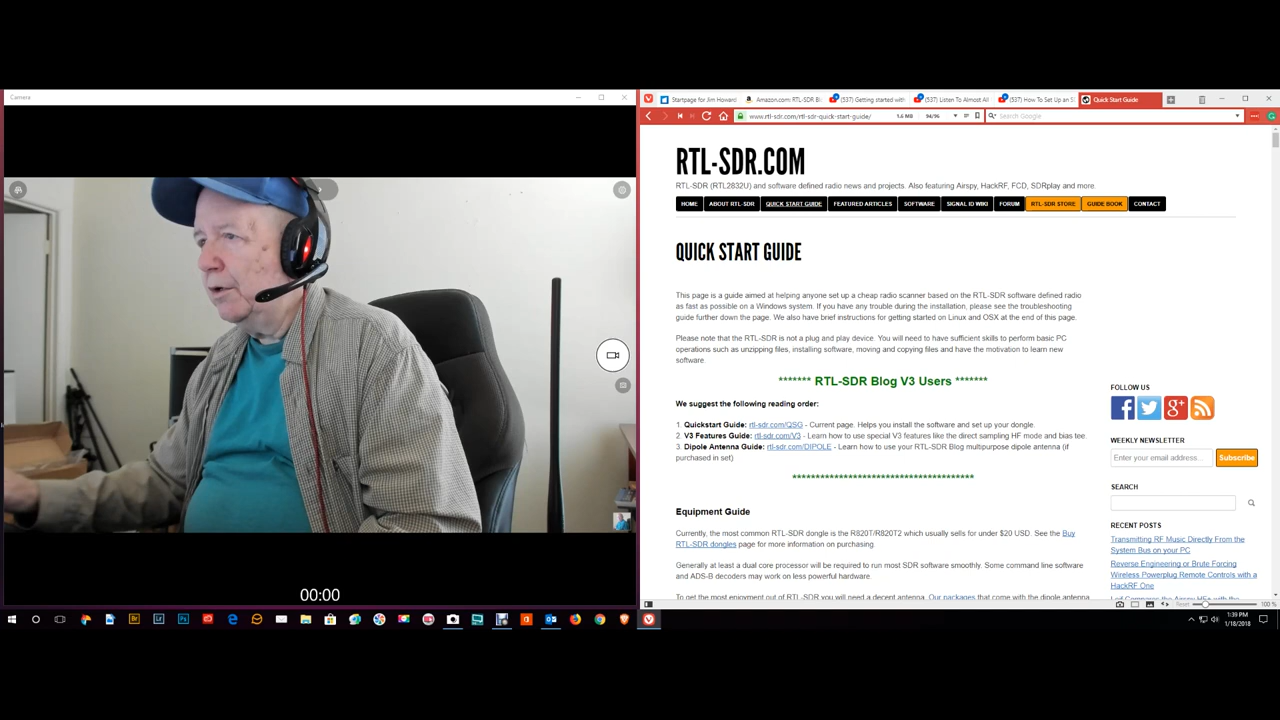 Camera
Startpage for Jim Howard
Amazon.com: RTL-SDR Bl
(537) Getting started with
(537) Listen To Almost All
(537) How To Set Up an S
Quick Start Guide
www.rtl-sdr.com/rtl-sdr-quick-start-guide/
1.6 MB
94/96
Search Google
RTL-SDR.COM
RTL-SDR (RTL2832U) and software defined radio news and projects. Also featuring Airspy, HackRF, FCD, SDRplay and more.
HOME ABOUT RTL-SDR QUICK START GUIDE FEATURED ARTICLES SOFTWARE SIGNAL ID WIKI FORUM RTL-SDR STORE GUIDE BOOK CONTACT
QUICK START GUIDE
This page is a guide aimed at helping anyone set up a cheap radio scanner based on the RTL-SDR software defined radio
as fast as possible on a Windows system. If you have any trouble during the installation, please see the troubleshooting
guide further down the page. We also have brief instructions for getting started on Linux and OSX at the end of this page.
Please note that the RTL-SDR is not a plug and play device. You will need to have sufficient skills to perform basic PC
operations such as unzipping files, installing software, moving and copying files and have the motivation to learn new
software.
******* RTL-SDR Blog V3 Users *******
We suggest the following reading order:
1. Quickstart Guide: rtl-sdr.com/QSG - Current page. Helps you install the software and set up your dongle.
2. V3 Features Guide: rtl-sdr.com/V3 - Learn how to use special V3 features like the direct sampling HF mode and bias tee.
3. Dipole Antenna Guide: rtl-sdr.com/DIPOLE - Learn how to use your RTL-SDR Blog multipurpose dipole antenna (if
purchased in set)
Equipment Guide
Currently, the most common RTL-SDR dongle is the R820T/R820T2 which usually sells for under $20 USD. See the Buy
RTL-SDR dongles page for more information on purchasing.
Generally at least a dual core processor will be required to run most SDR software smoothly. Some command line software
and ADS-B decoders may work on less powerful hardware.
To get the most enjoyment out of RTL-SDR you will need a decent antenna. Our packages that come with the dipole antenna
FOLLOW US
WEEKLY NEWSLETTER
Enter your email address... Subscribe
SEARCH
RECENT POSTS
Transmitting RF Music Directly From the
System Bus on your PC
Reverse Engineering or Brute Forcing
Wireless Powerplug Remote Controls with a
HackRF One
00:00
Reset
100 %
1:39 PM
1/18/2018